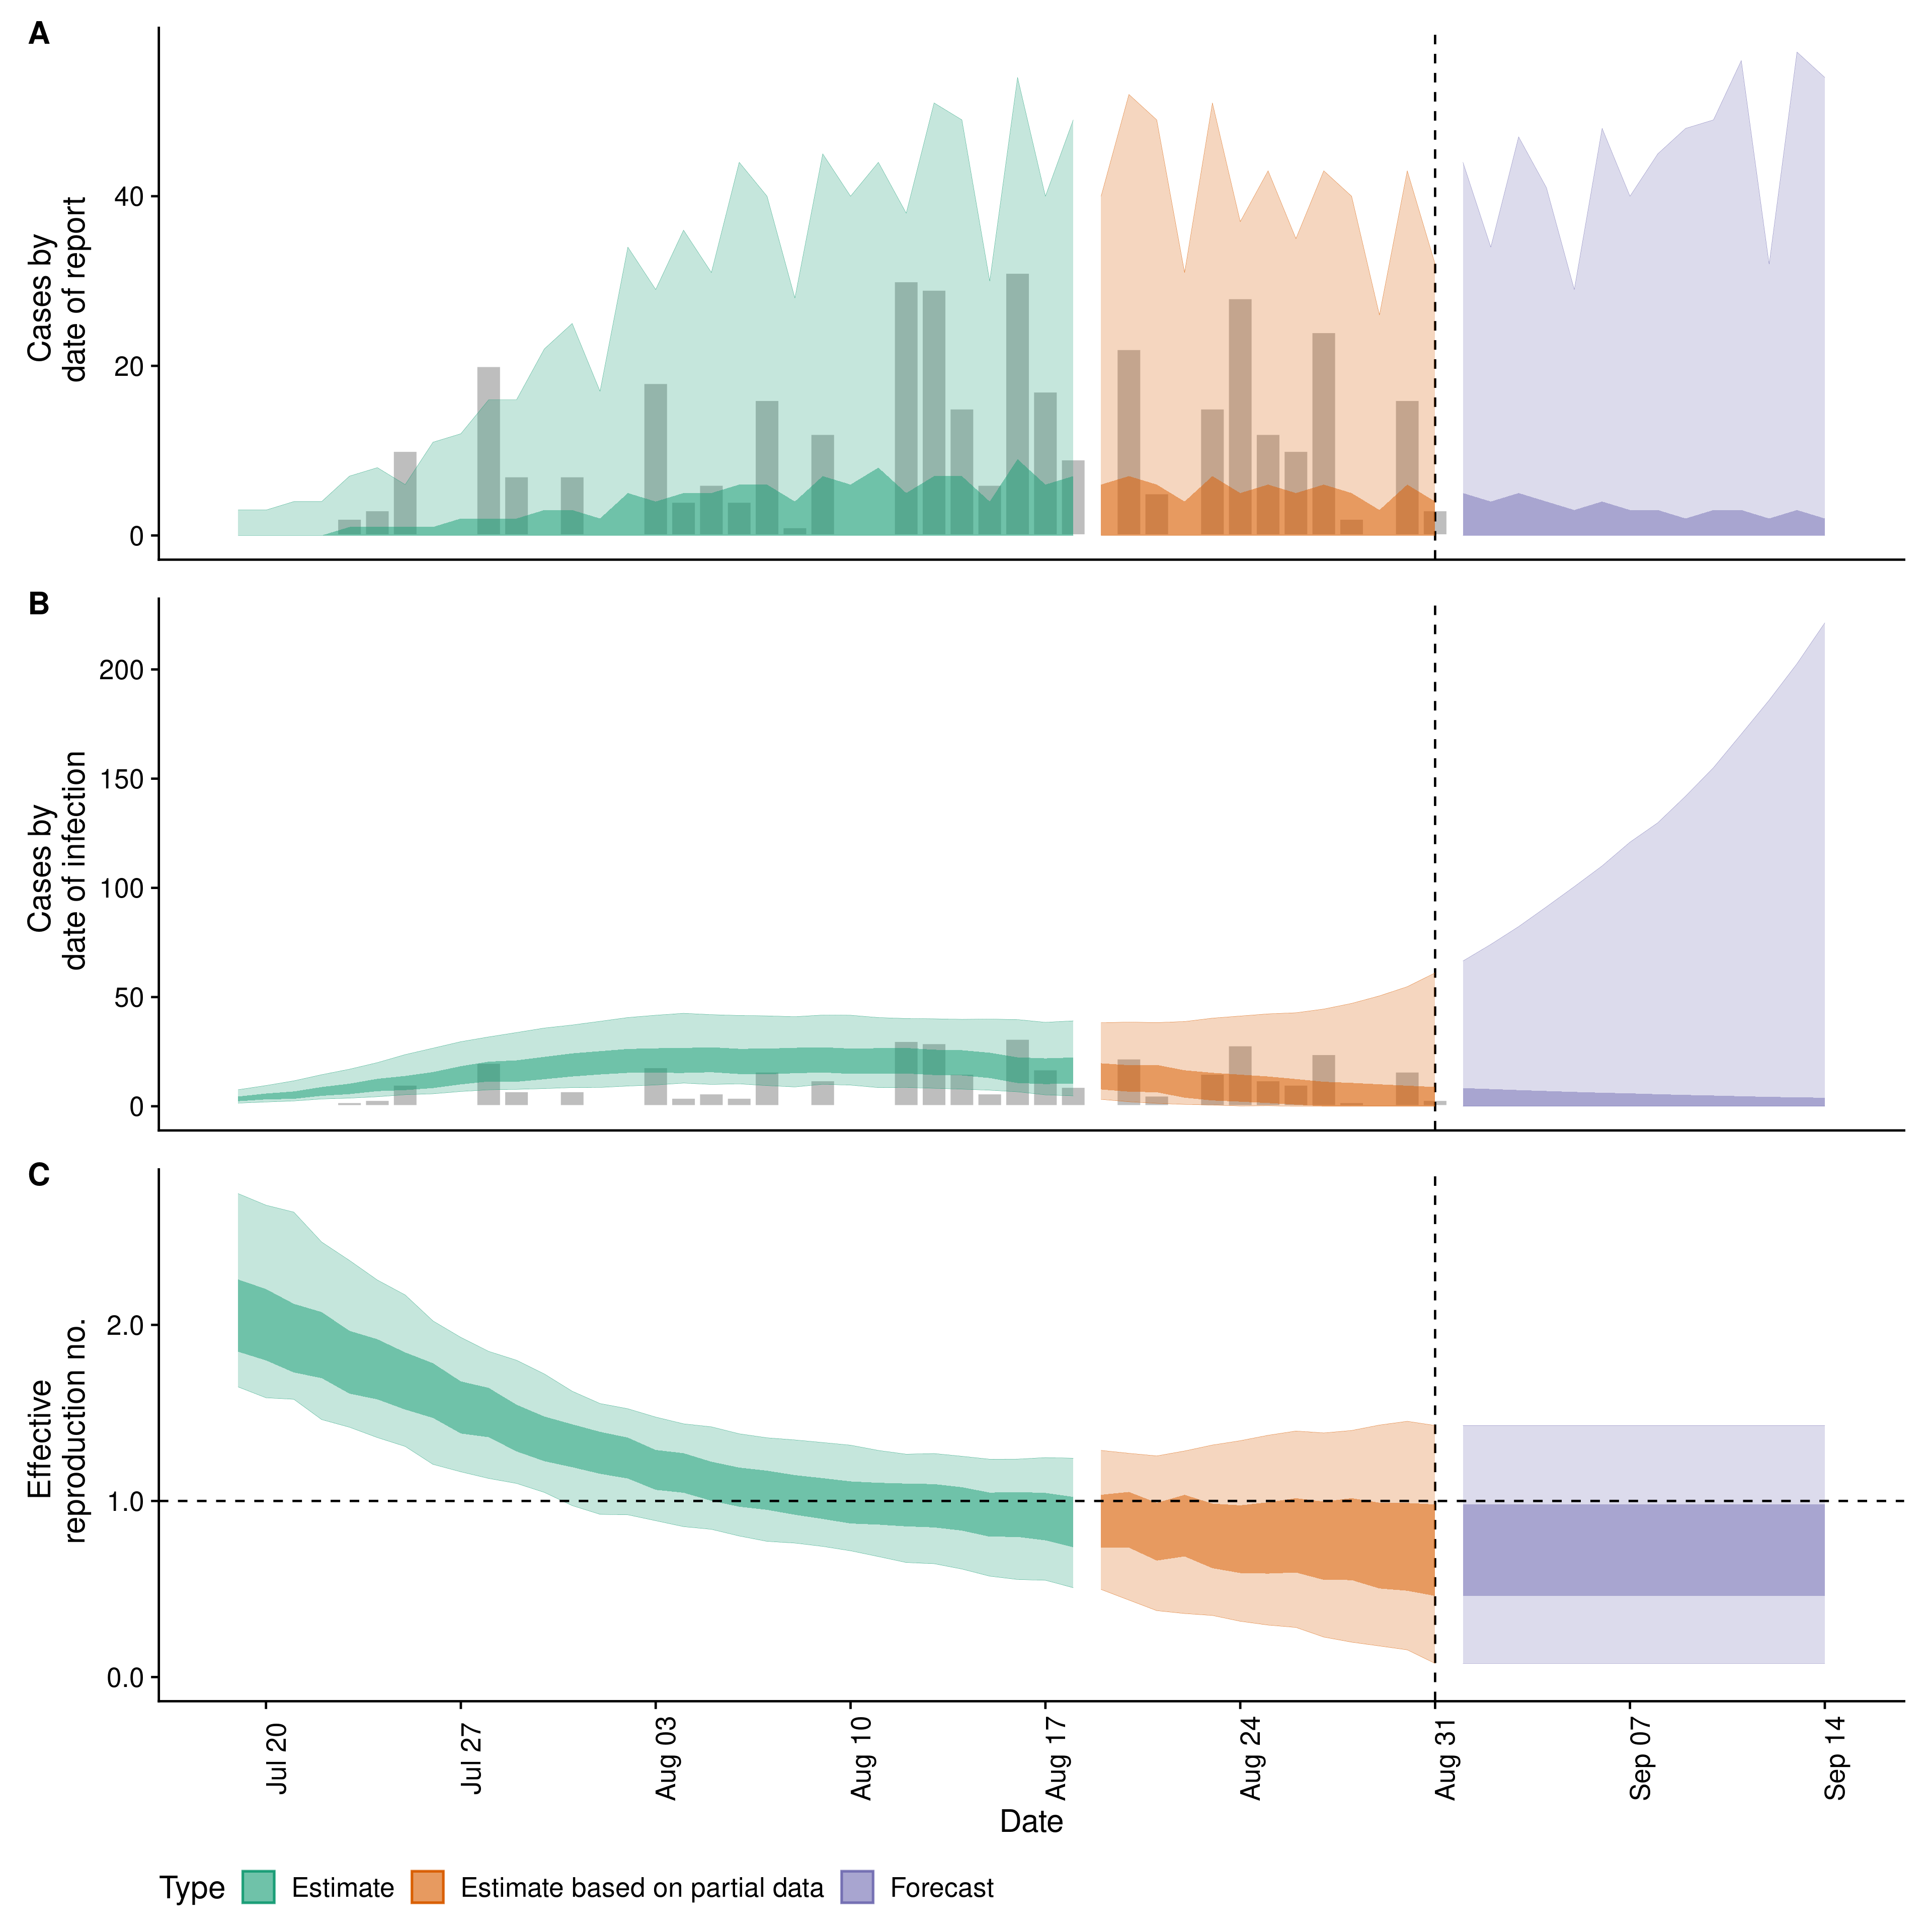 A
Cases by
date of report
40
20
0
B
Cases by
date of infection
200
150
100
50
0
C
Effective
reproduction no.
2.0
1.0
0.0
Jul 20
Jul 27
Aug 03
Aug 10
Aug 17
Aug 24
Aug 31
Sep 07
Sep 14
Date
Type Estimate Estimate based on partial data Forecast